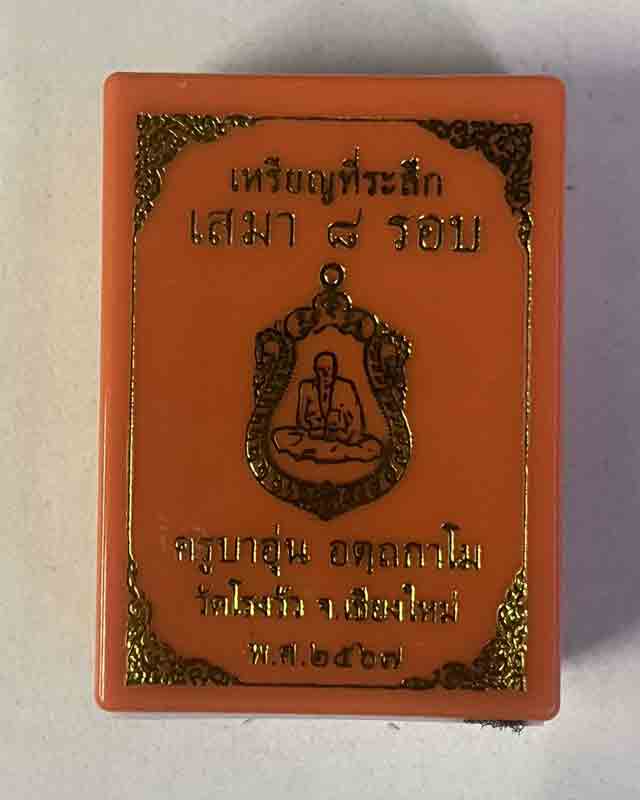 เหรียญที่ระลึก
เสมา ๘ รอบ
ครูบาอุ่น อตฺถกาโม
วัดโรงวัว จ.เชียงใหม่
พ.ศ.๒๕๖๗